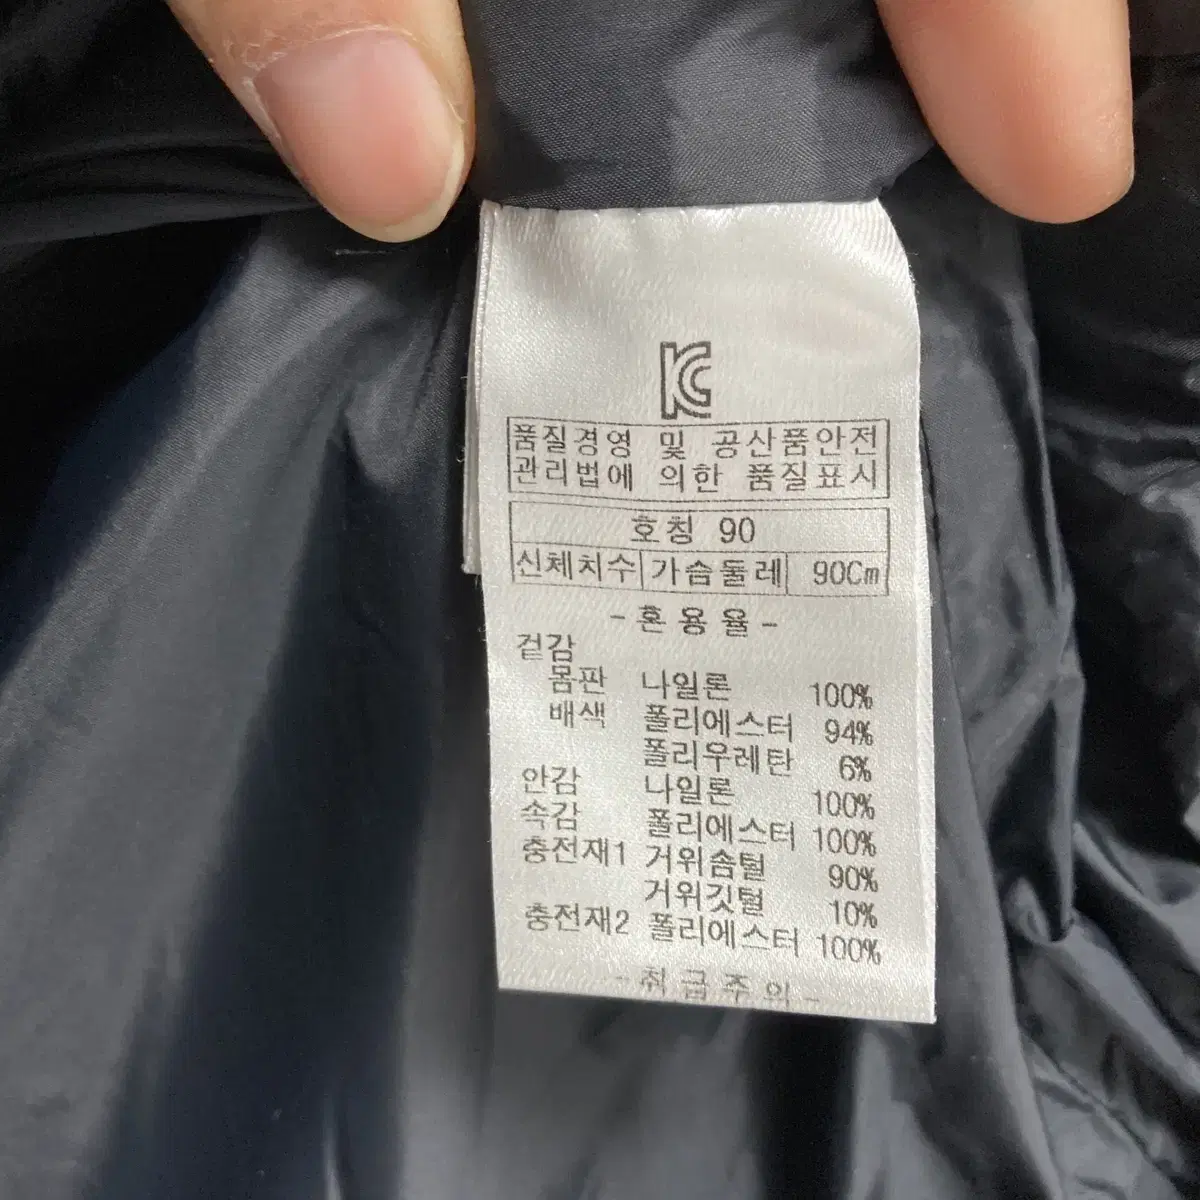 KC
품질경영 및 공산품안전
관리법에 의한 품질표시
호칭 90
신체치수 가슴둘레 90Cm
-혼용율-
겉감
몸판 나일론 100%
배색 폴리에스터 94%
폴리우레탄 6%
안감 나일론 100%
속감 폴리에스터 100%
충전재1 거위솜털 90%
거위깃털 10%
충전재2 폴리에스터 100%
-취급주의-